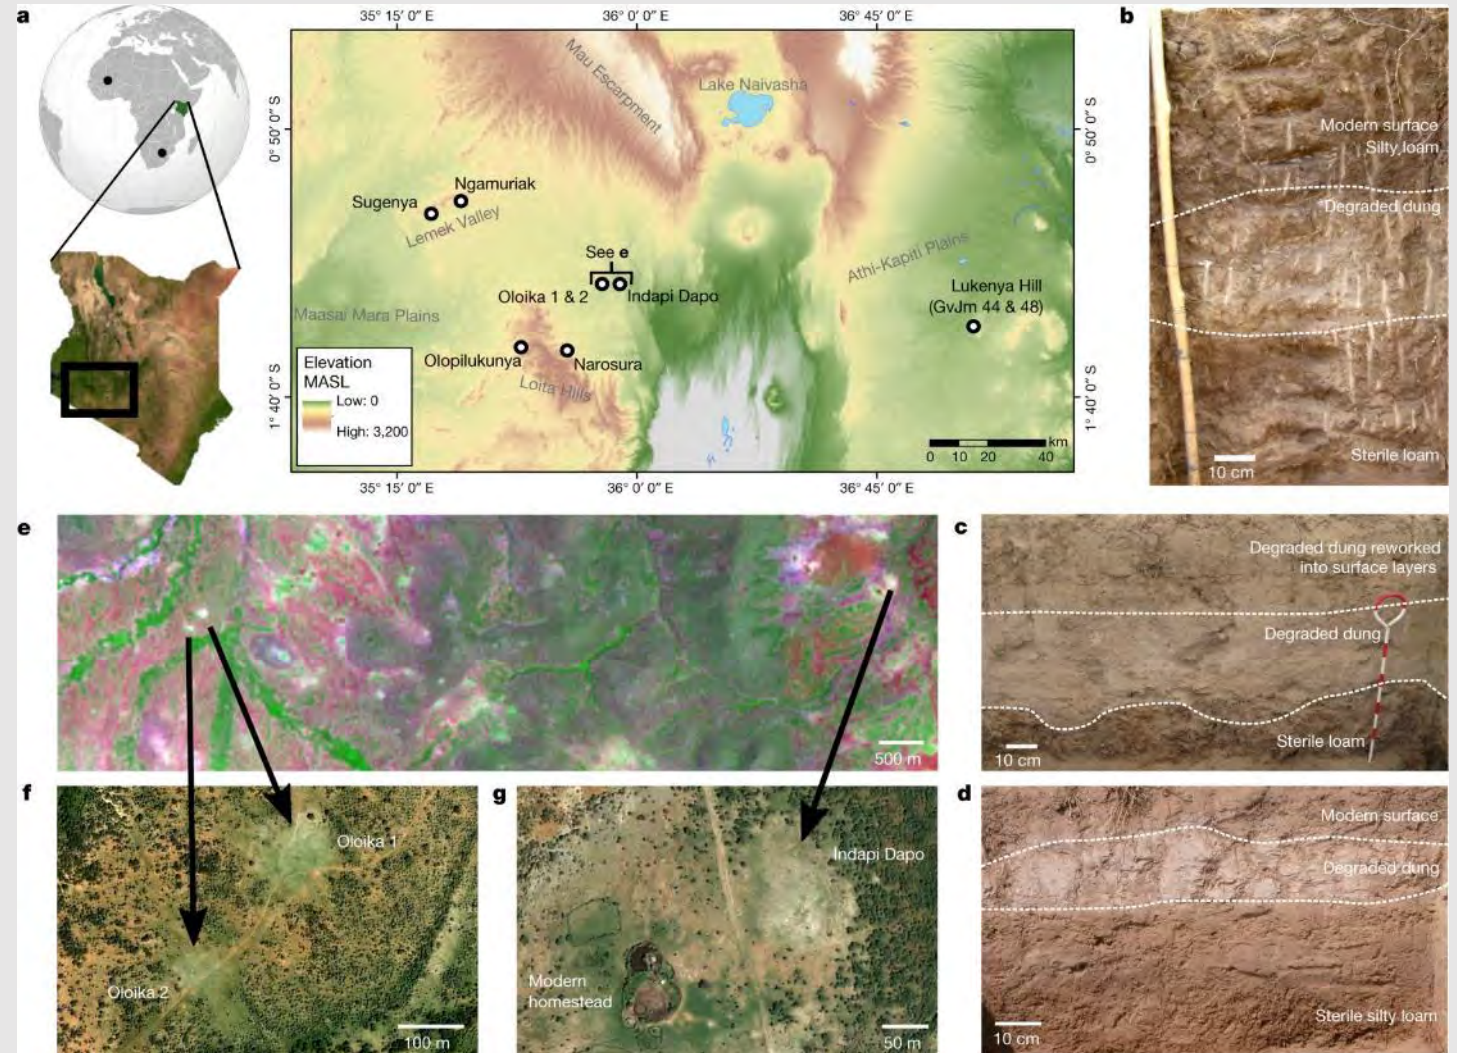 a
35° 15′ 0″ E
36° 0′ 0″ E
36° 45′ 0″ E
0° 50′ 0″ S
1° 40′ 0″ S
Mau Escarpment
Lake Naivasha
Ngamuriak
Sugenya
Lemek Valley
See e
Oloika 1 & 2
Indapi Dapo
Athi-Kapiti Plains
Lukenya Hill
(GvJm 44 & 48)
Maasai Mara Plains
Olopilukunya
Narosura
Loita Hills
Elevation
MASL
Low: 0
High: 3,200
km
0 10 20 40
0° 50′ 0″ S
1° 40′ 0″ S
35° 15′ 0″ E
36° 0′ 0″ E
36° 45′ 0″ E
b
Modern surface
Silty loam
Degraded dung
Sterile loam
10 cm
e
500 m
c
Degraded dung reworked
into surface layers
Degraded dung
Sterile loam
10 cm
f
Oloika 1
Oloika 2
100 m
g
Indapi Dapo
Modern
homestead
50 m
d
Modern surface
Degraded dung
Sterile silty loam
10 cm